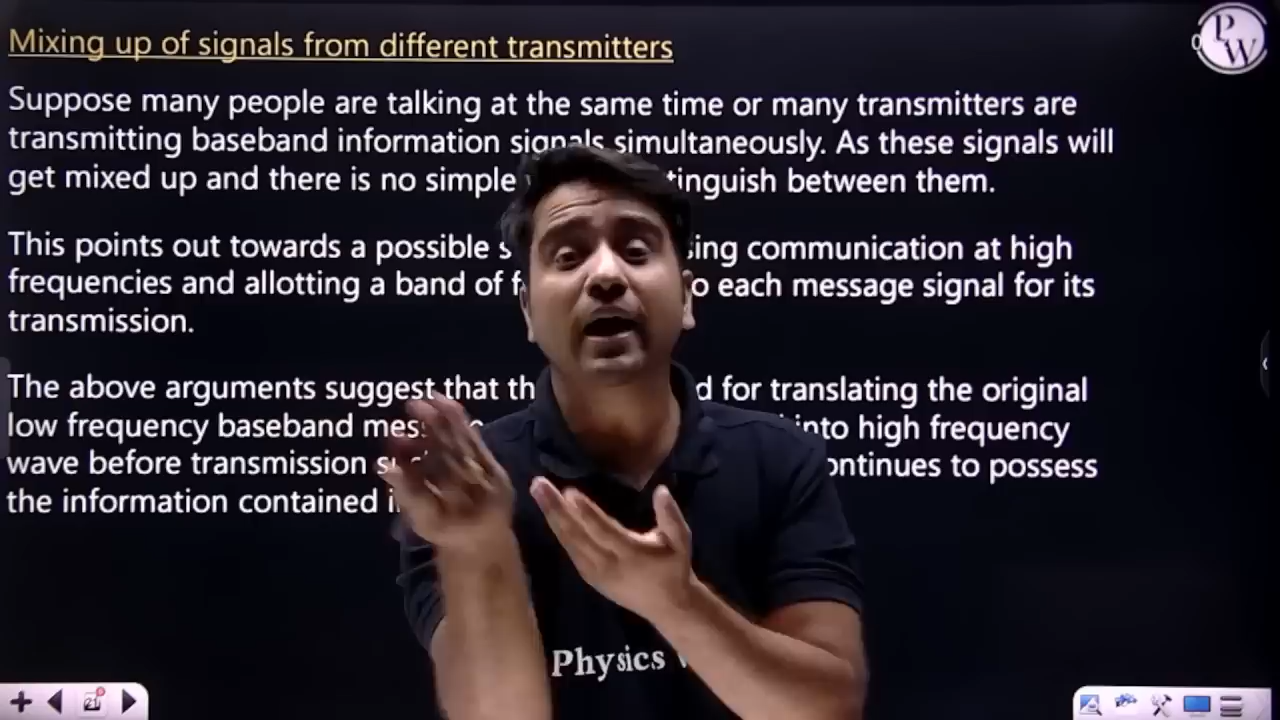 Mixing up of signals from different transmitters
PW
Suppose many people are talking at the same time or many transmitters are
transmitting baseband information signals simultaneously. As these signals will
get mixed up and there is no simple tinguish between them.
This points out towards a possible s sing communication at high
frequencies and allotting a band of f o each message signal for its
transmission.
The above arguments suggest that th d for translating the original
low frequency baseband mes into high frequency
wave before transmission su ontinues to possess
the information contained i
Physics W
21